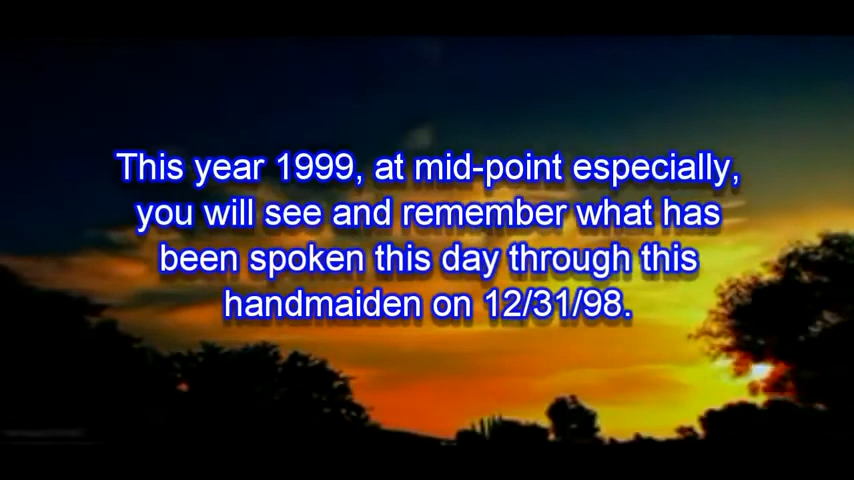 This year 1999, at mid-point especially,
you will see and remember what has
been spoken this day through this
handmaiden on 12/31/98.